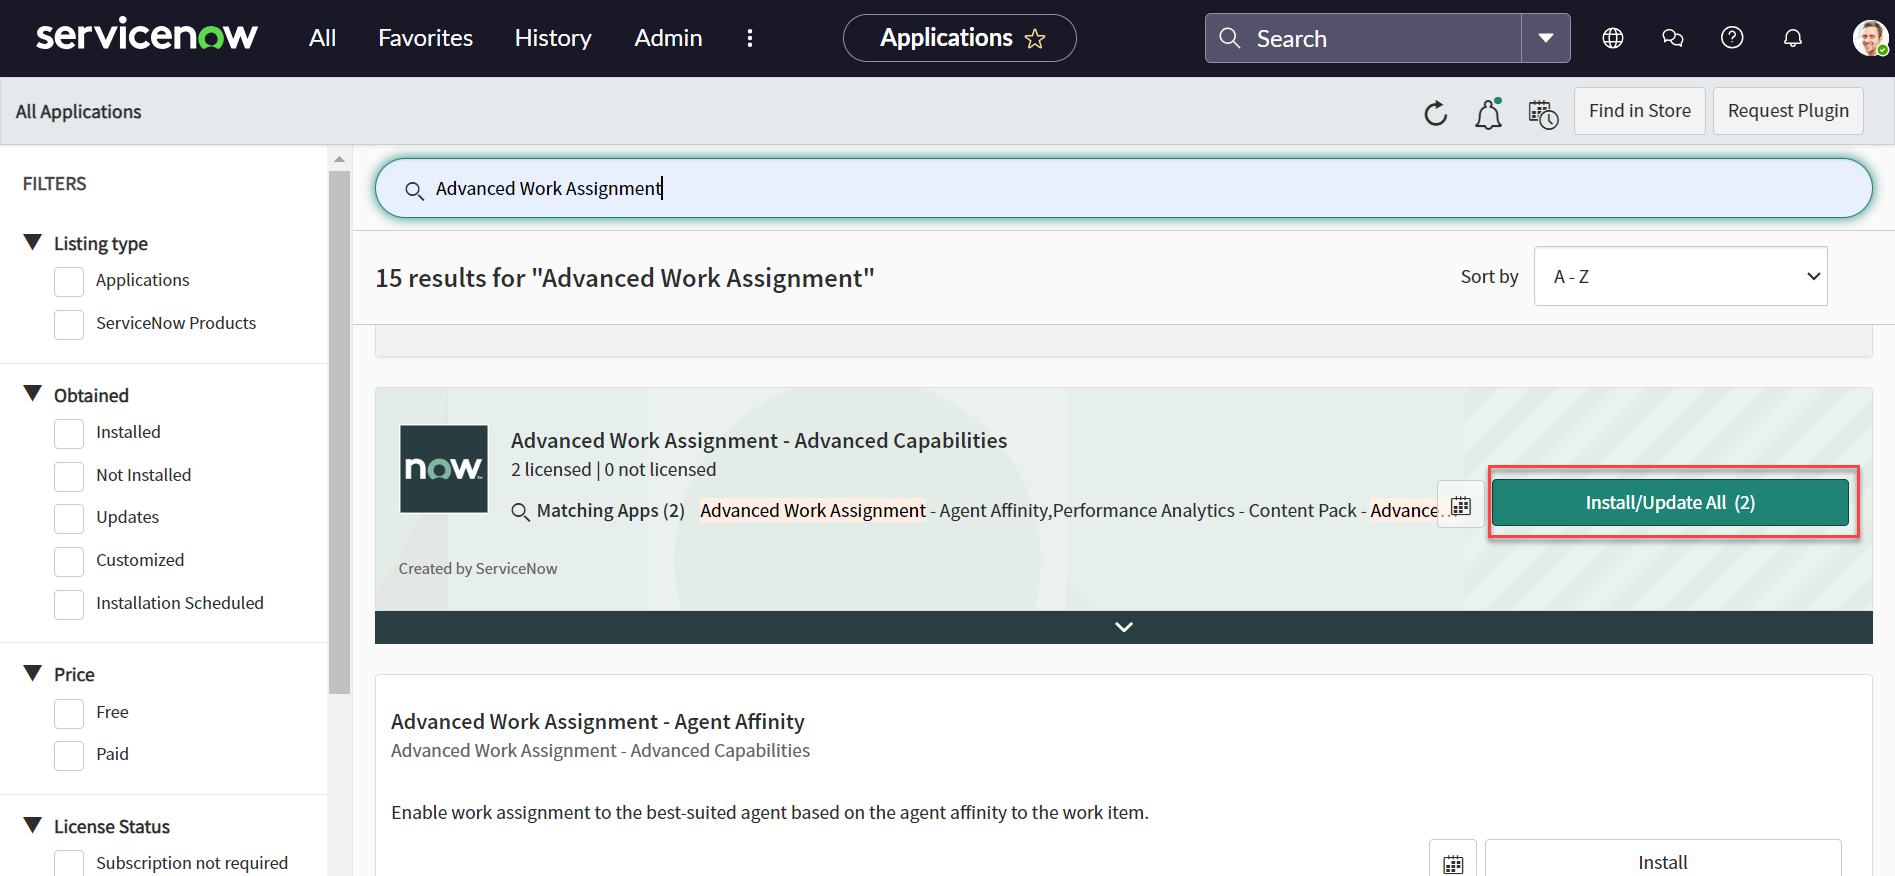 servicenow
All
Favorites
History
Admin
Applications
Search
All Applications
Find in Store
Request Plugin
FILTERS
Listing type
Applications
ServiceNow Products
Obtained
Installed
Not Installed
Updates
Customized
Installation Scheduled
Price
Free
Paid
License Status
Subscription not required
Advanced Work Assignment
15 results for "Advanced Work Assignment"
Sort by
A - Z
now
Advanced Work Assignment - Advanced Capabilities
2 licensed | 0 not licensed
Matching Apps (2) Advanced Work Assignment - Agent Affinity,Performance Analytics - Content Pack - Advance...
Install/Update All (2)
Created by ServiceNow
Advanced Work Assignment - Agent Affinity
Advanced Work Assignment - Advanced Capabilities
Enable work assignment to the best-suited agent based on the agent affinity to the work item.
Install